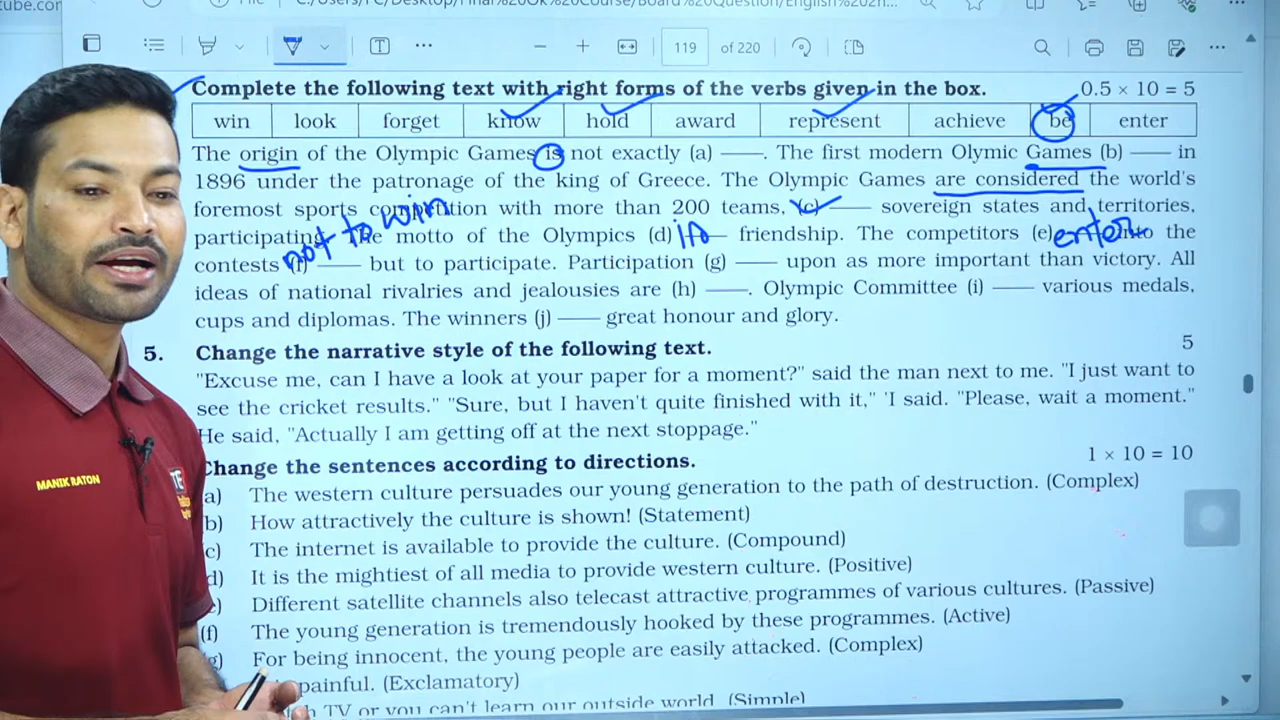 tube.com
119 of 220
Complete the following text with right forms of the verbs given in the box. 0.5 × 10 = 5
win look forget know hold award represent achieve be enter
The origin of the Olympic Games is not exactly (a) ——. The first modern Olymic Games (b) —— in
1896 under the patronage of the king of Greece. The Olympic Games are considered the world's
foremost sports competition with more than 200 teams, (c) —— sovereign states and territories,
participating. The motto of the Olympics (d) is friendship. The competitors (e) enter into the
contests (f) —— but to participate. Participation (g) —— upon as more important than victory. All
not to win
ideas of national rivalries and jealousies are (h) ——. Olympic Committee (i) —— various medals,
cups and diplomas. The winners (j) —— great honour and glory.
5. Change the narrative style of the following text. 5
"Excuse me, can I have a look at your paper for a moment?" said the man next to me. "I just want to
see the cricket results." "Sure, but I haven't quite finished with it," 'I said. "Please, wait a moment."
He said, "Actually I am getting off at the next stoppage."
Change the sentences according to directions. 1 × 10 = 10
a) The western culture persuades our young generation to the path of destruction. (Complex)
b) How attractively the culture is shown! (Statement)
(c) The internet is available to provide the culture. (Compound)
d) It is the mightiest of all media to provide western culture. (Positive)
Different satellite channels also telecast attractive programmes of various cultures. (Passive)
(f) The young generation is tremendously hooked by these programmes. (Active)
g) For being innocent, the young people are easily attacked. (Complex)
painful. (Exclamatory)
TV or you can't learn our outside world. (Simple)
MANIK RATON